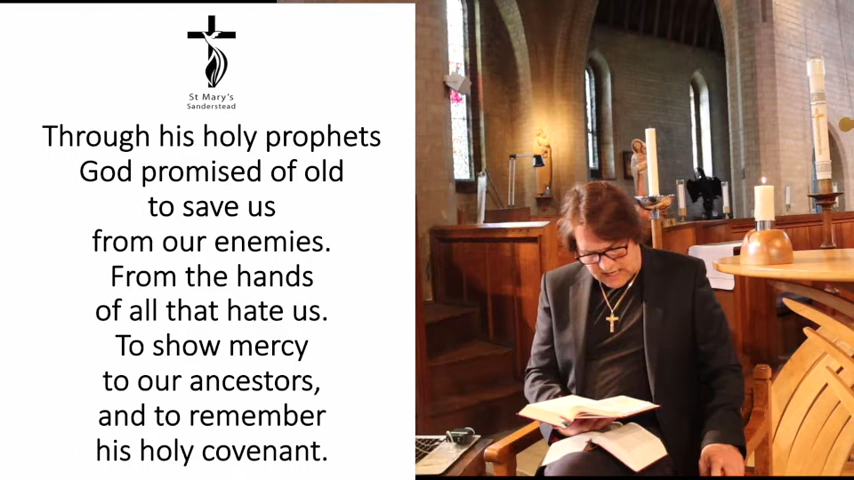 St Mary's
Sanderstead
Through his holy prophets
God promised of old
to save us
from our enemies.
From the hands
of all that hate us.
To show mercy
to our ancestors,
and to remember
his holy covenant.